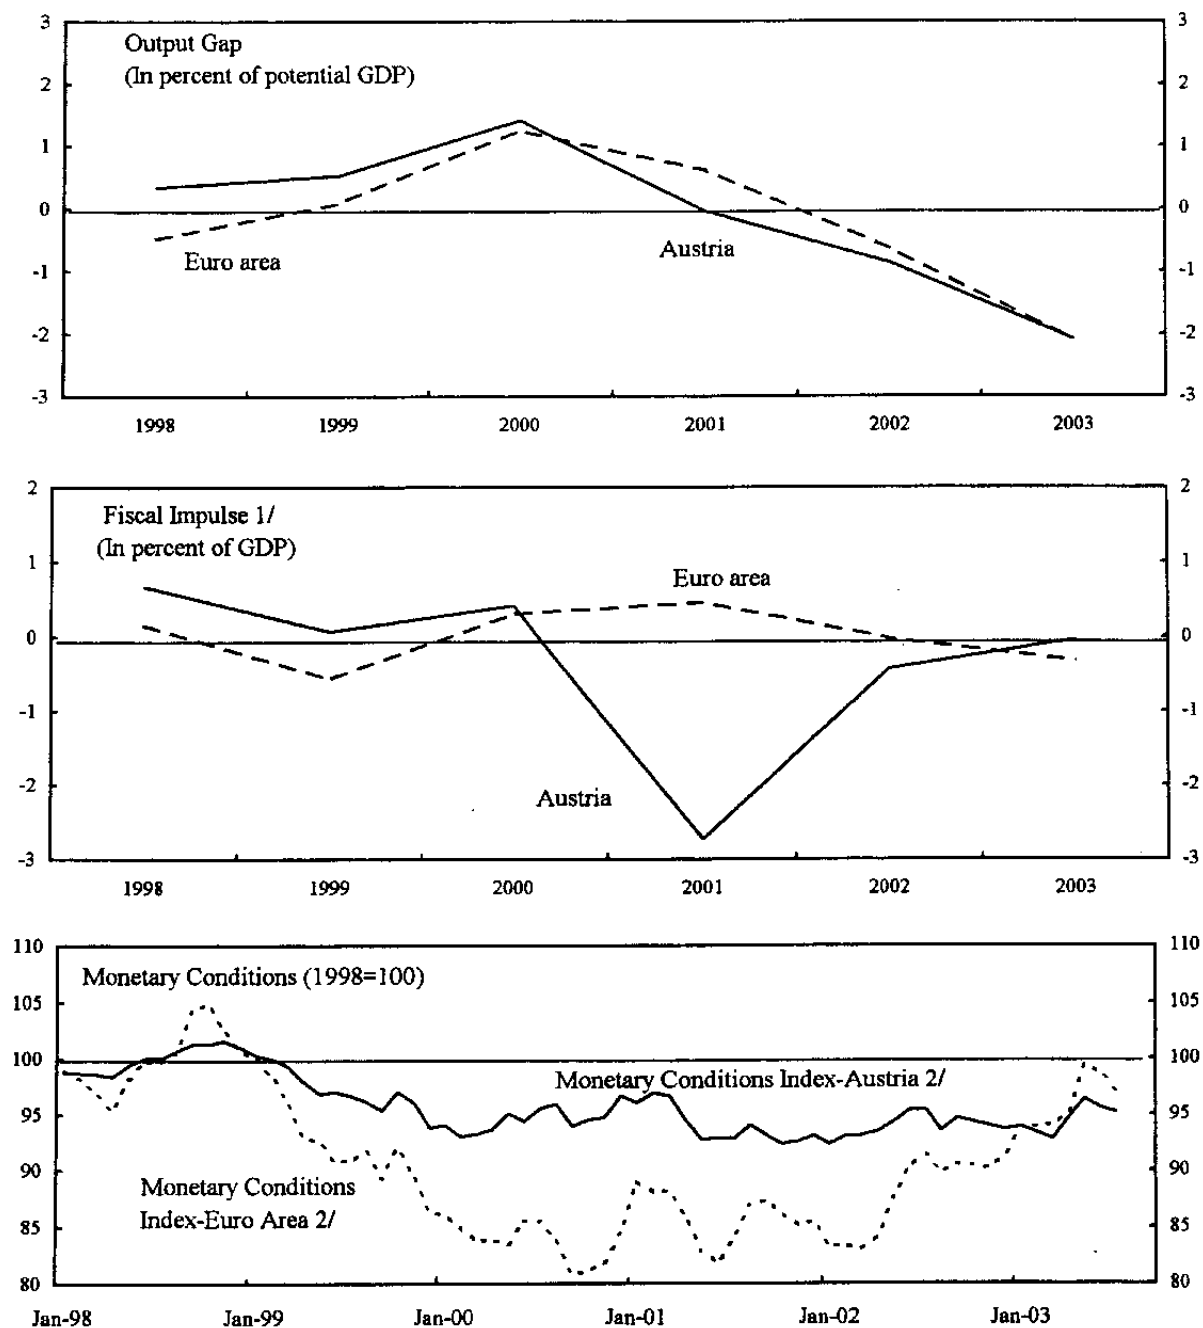 3 3
Output Gap
(In percent of potential GDP)
2 2
1 1
0 0
Euro area Austria
-1 -1
-2 -2
-3 -3
1998 1999 2000 2001 2002 2003
2 2
Fiscal Impulse 1/
(In percent of GDP)
1 1
Euro area
0 0
-1 -1
-2 -2
Austria
-3 -3
1998 1999 2000 2001 2002 2003
110 110
Monetary Conditions (1998=100)
105 105
100 100
Monetary Conditions Index-Austria 2/
95 95
90 90
Monetary Conditions
Index-Euro Area 2/
85 85
80 80
Jan-98 Jan-99 Jan-00 Jan-01 Jan-02 Jan-03